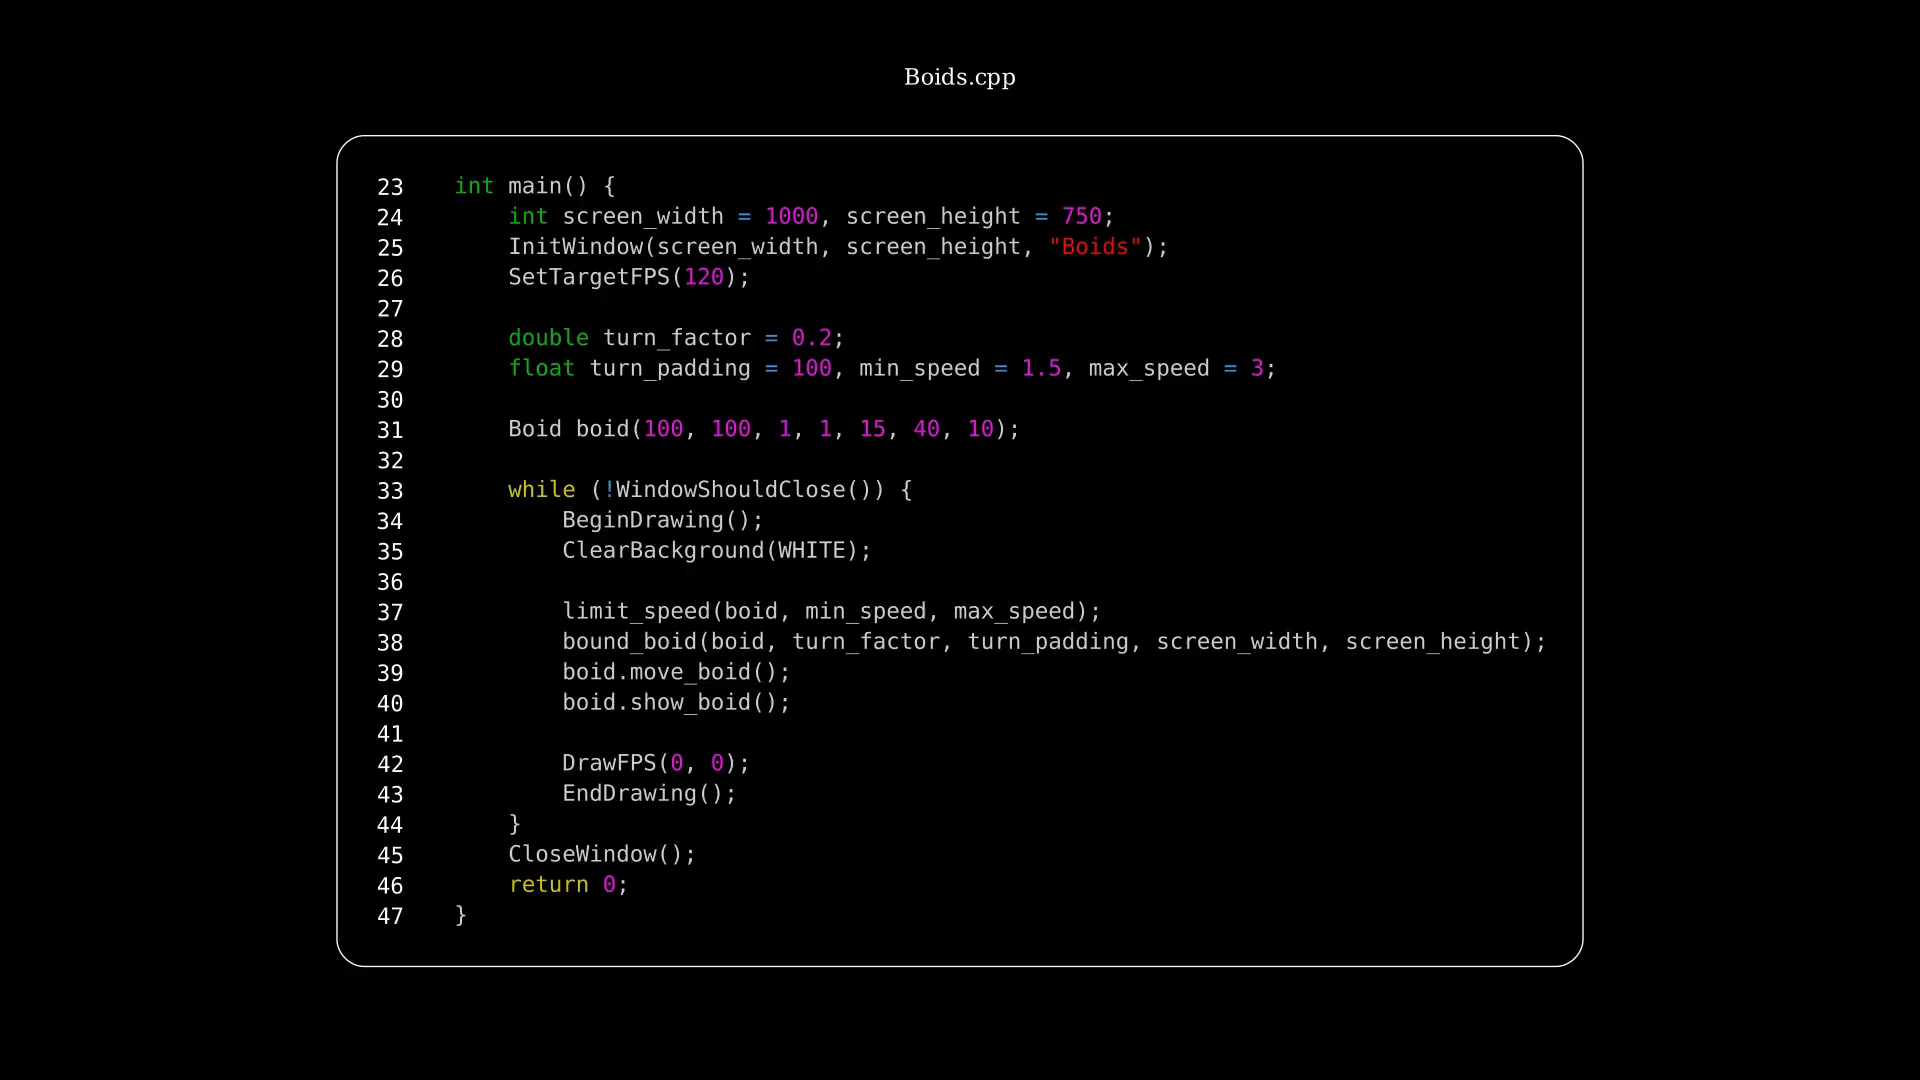 Boids.cpp
23 int main() {
24     int screen_width = 1000, screen_height = 750;
25     InitWindow(screen_width, screen_height, "Boids");
26     SetTargetFPS(120);
27
28     double turn_factor = 0.2;
29     float turn_padding = 100, min_speed = 1.5, max_speed = 3;
30
31     Boid boid(100, 100, 1, 1, 15, 40, 10);
32
33     while (!WindowShouldClose()) {
34         BeginDrawing();
35         ClearBackground(WHITE);
36
37         limit_speed(boid, min_speed, max_speed);
38         bound_boid(boid, turn_factor, turn_padding, screen_width, screen_height);
39         boid.move_boid();
40         boid.show_boid();
41
42         DrawFPS(0, 0);
43         EndDrawing();
44     }
45     CloseWindow();
46     return 0;
47 }